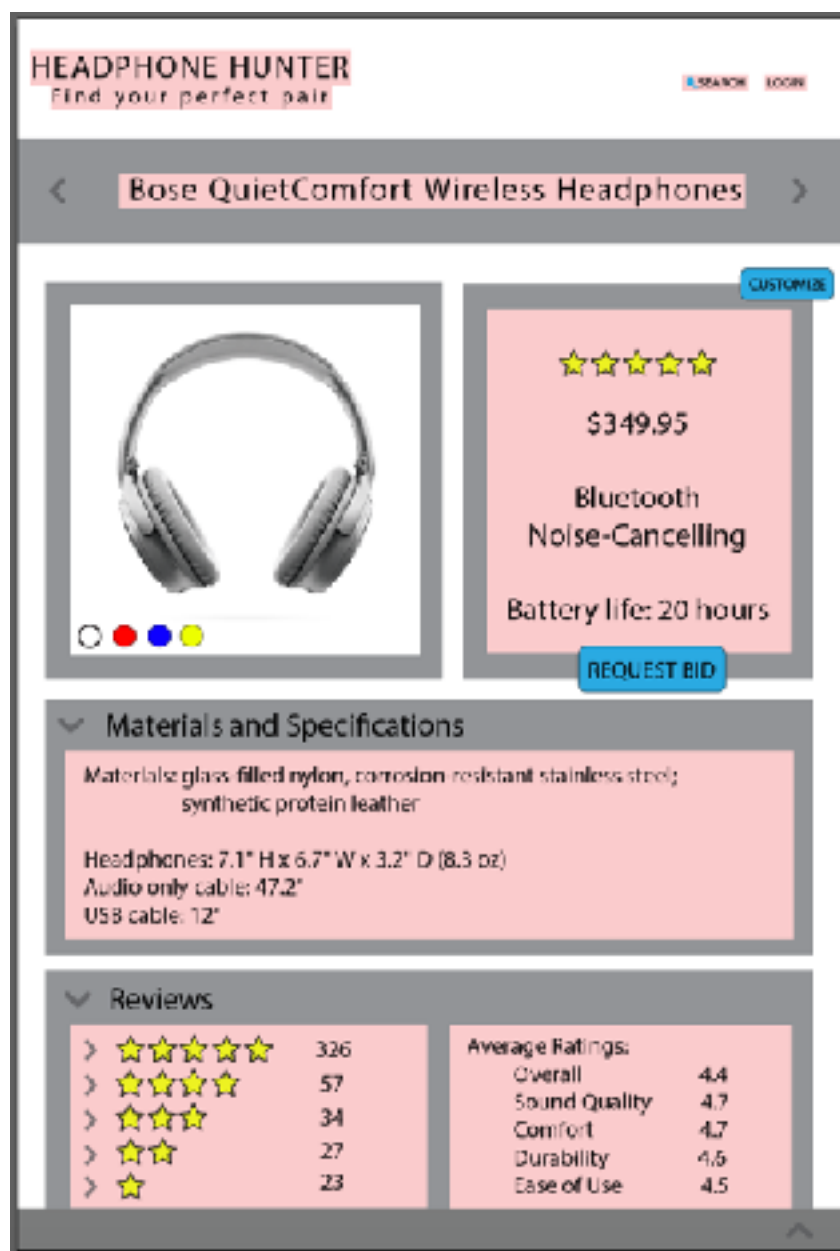 HEADPHONE HUNTER
Find your perfect pair
SEARCH LOGIN
Bose QuietComfort Wireless Headphones
CUSTOMIZE
$349.95
Bluetooth
Noise-Cancelling
Battery life: 20 hours
REQUEST BID
Materials and Specifications
Materials: glass-filled nylon, corrosion-resistant stainless steel;
synthetic protein leather
Headphones: 7.1" H x 6.7" W x 3.2" D (8.3 oz)
Audio only cable: 47.2"
USB cable: 12"
Reviews
326
57
34
27
23
Average Ratings:
Overall 4.4
Sound Quality 4.7
Comfort 4.7
Durability 4.6
Ease of Use 4.5